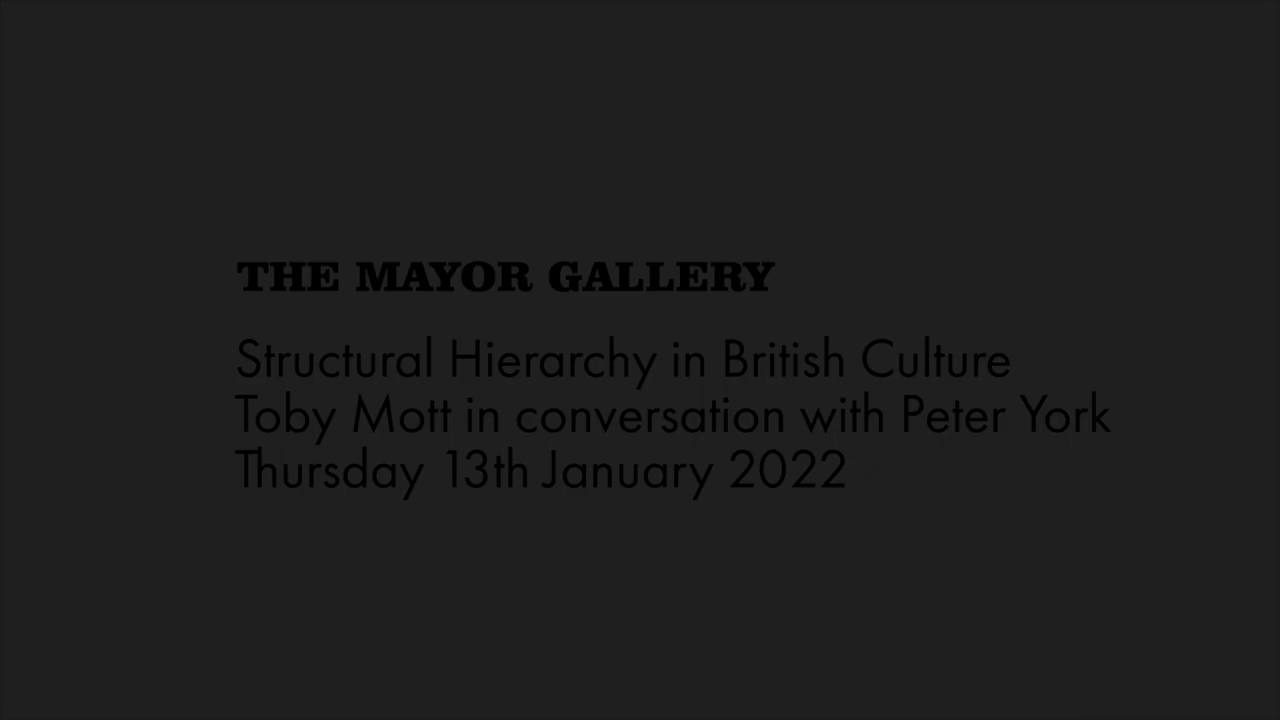 THE MAYOR GALLERY
Structural Hierarchy in British Culture
Toby Mott in conversation with Peter York
Thursday 13th January 2022